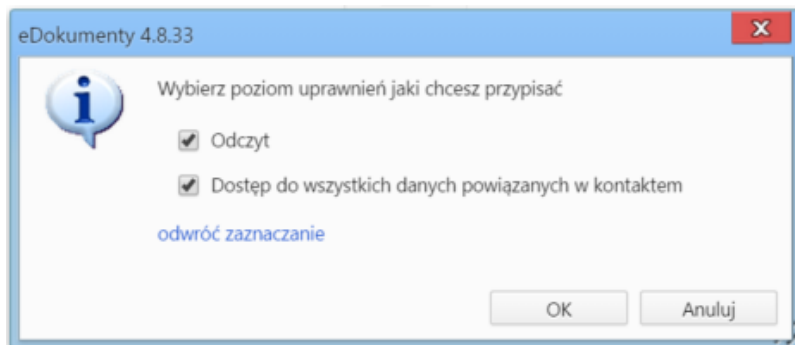 eDokumenty 4.8.33
Wybierz poziom uprawnień jaki chcesz przypisać
Odczyt
Dostęp do wszystkich danych powiązanych w kontaktem
odwróć zaznaczanie
OK Anuluj